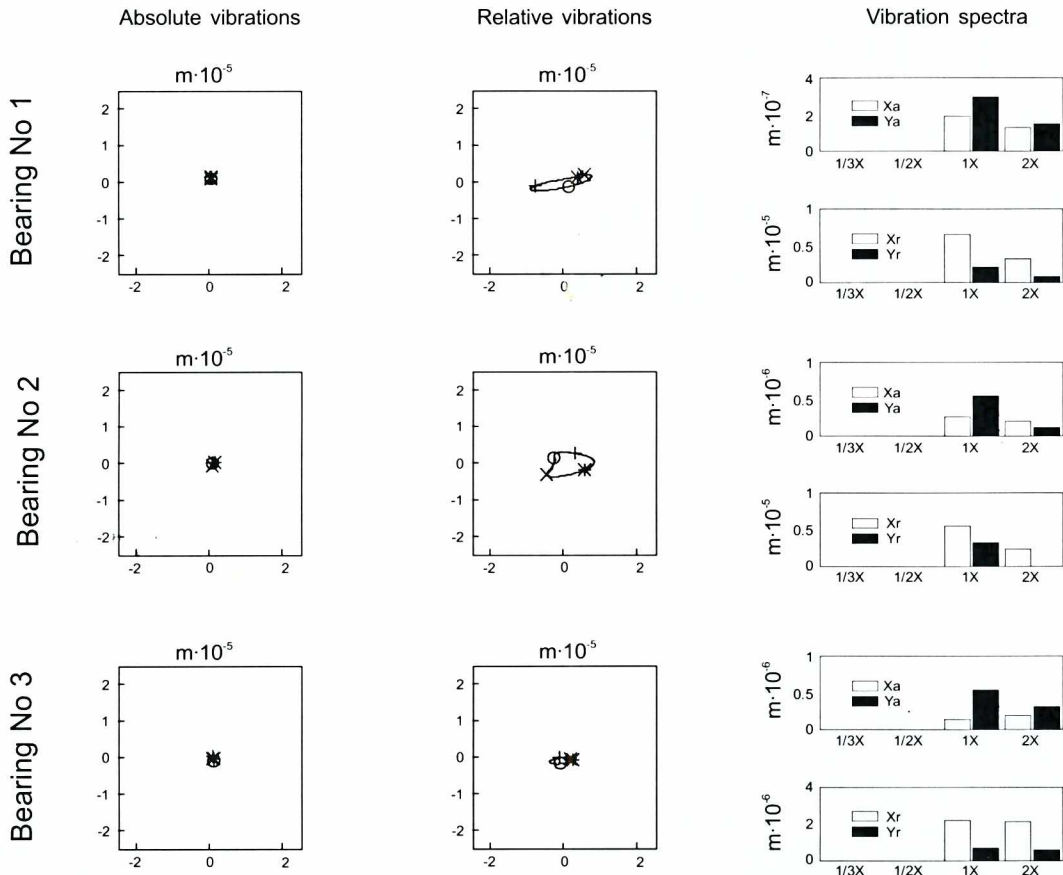 Absolute vibrations
Relative vibrations
Vibration spectra
Bearing No 1
m·10⁻⁵
2
1
0
-1
-2
-2
0
2
m·10⁻⁵
2
1
0
-1
-2
-2
0
2
m·10⁻⁷
4
2
0
Xa
Ya
1/3X 1/2X 1X 2X
m·10⁻⁵
1
0.5
0
Xr
Yr
1/3X 1/2X 1X 2X
Bearing No 2
m·10⁻⁵
2
1
0
-1
-2
-2
0
2
m·10⁻⁵
2
1
0
-1
-2
-2
0
2
m·10⁻⁶
1
0.5
0
Xa
Ya
1/3X 1/2X 1X 2X
m·10⁻⁵
1
0.5
0
Xr
Yr
1/3X 1/2X 1X 2X
Bearing No 3
m·10⁻⁵
2
1
0
-1
-2
-2
0
2
m·10⁻⁵
2
1
0
-1
-2
-2
0
2
m·10⁻⁶
1
0.5
0
Xa
Ya
1/3X 1/2X 1X 2X
m·10⁻⁶
4
2
0
Xr
Yr
1/3X 1/2X 1X 2X